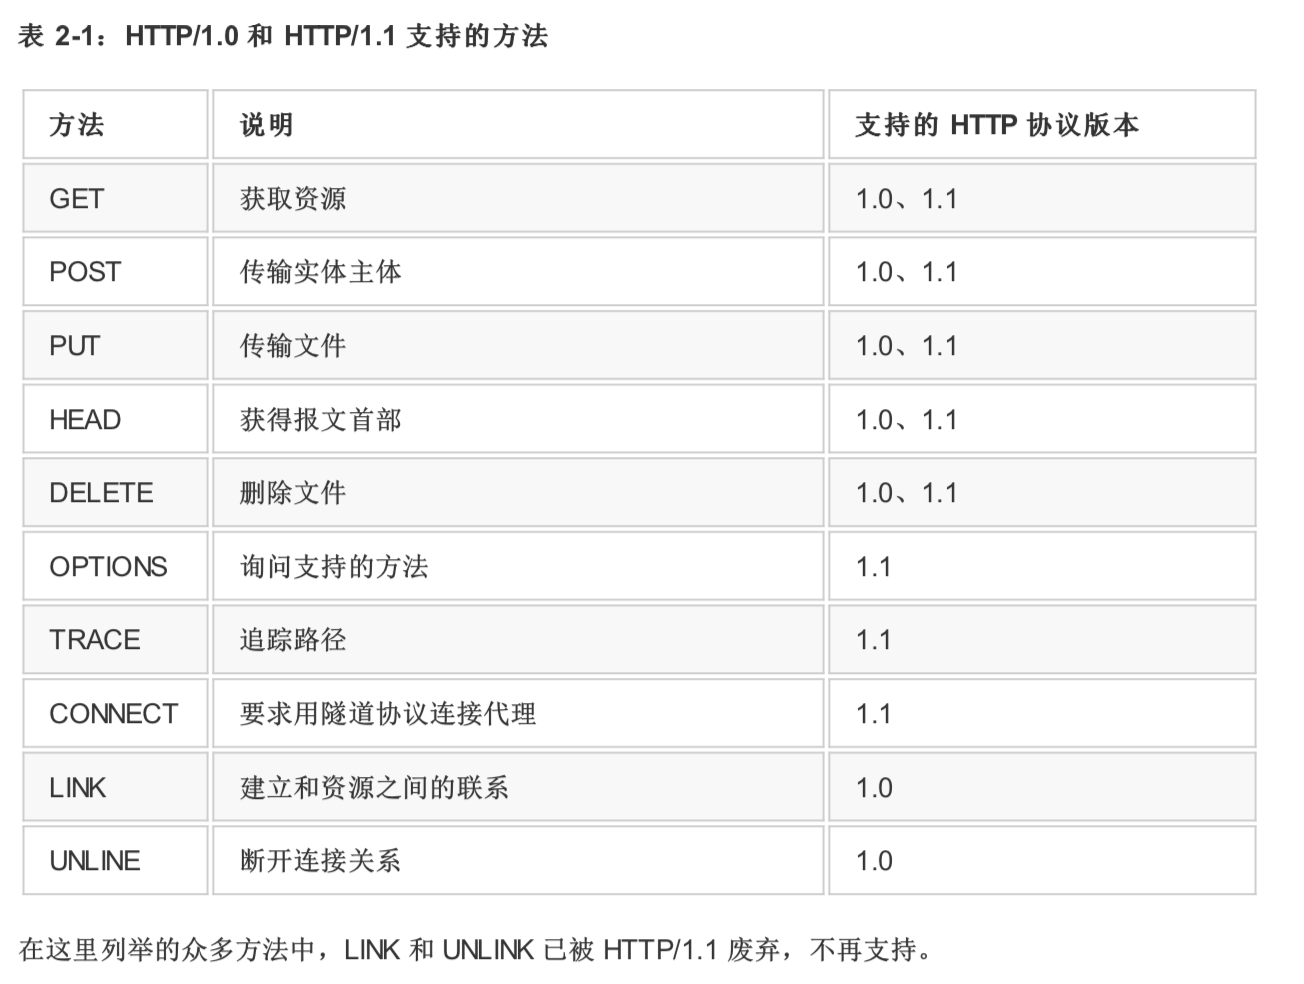 表 2-1：HTTP/1.0 和 HTTP/1.1 支持的方法
方法 说明 支持的 HTTP 协议版本
GET 获取资源 1.0、1.1
POST 传输实体主体 1.0、1.1
PUT 传输文件 1.0、1.1
HEAD 获得报文首部 1.0、1.1
DELETE 删除文件 1.0、1.1
OPTIONS 询问支持的方法 1.1
TRACE 追踪路径 1.1
CONNECT 要求用隧道协议连接代理 1.1
LINK 建立和资源之间的联系 1.0
UNLINE 断开连接关系 1.0
在这里列举的众多方法中，LINK 和 UNLINK 已被 HTTP/1.1 废弃，不再支持。